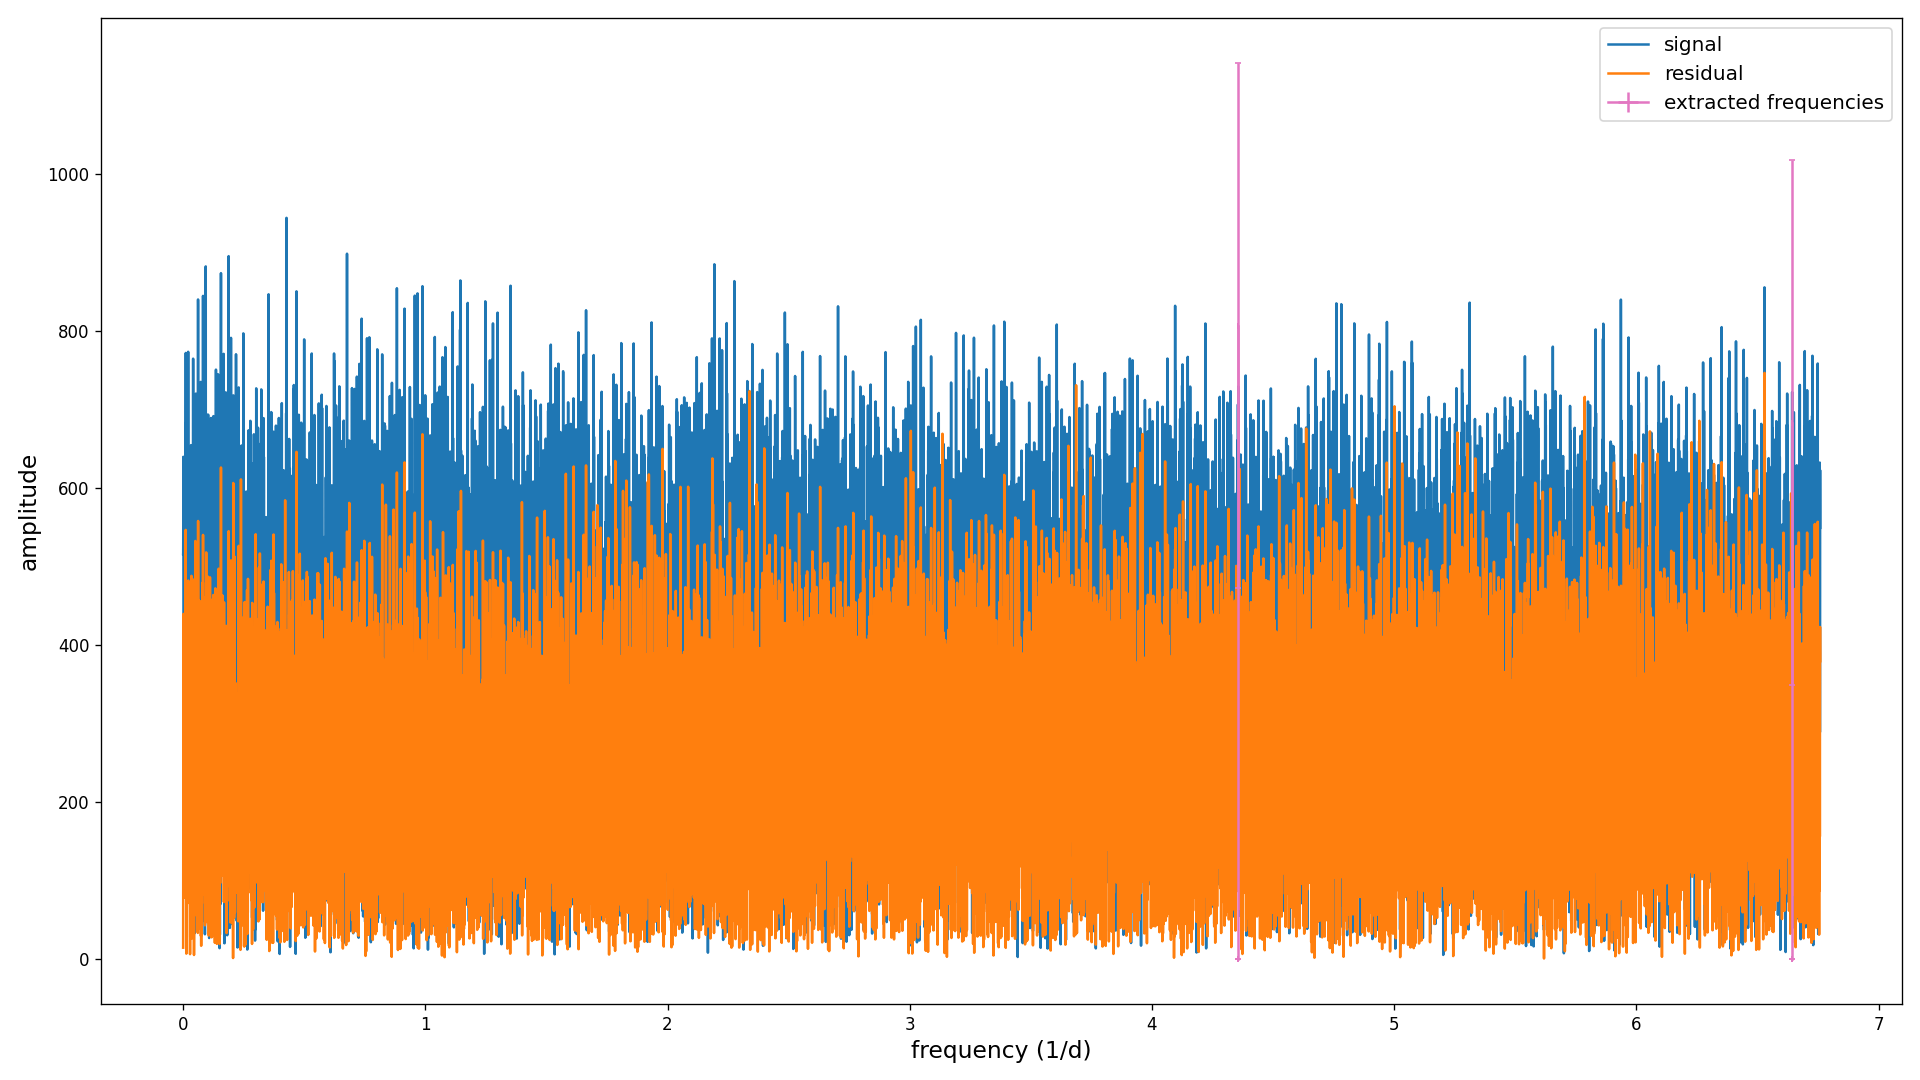 signal
residual
extracted frequencies
1000
800
600
400
200
0
amplitude
0 1 2 3 4 5 6 7
frequency (1/d)